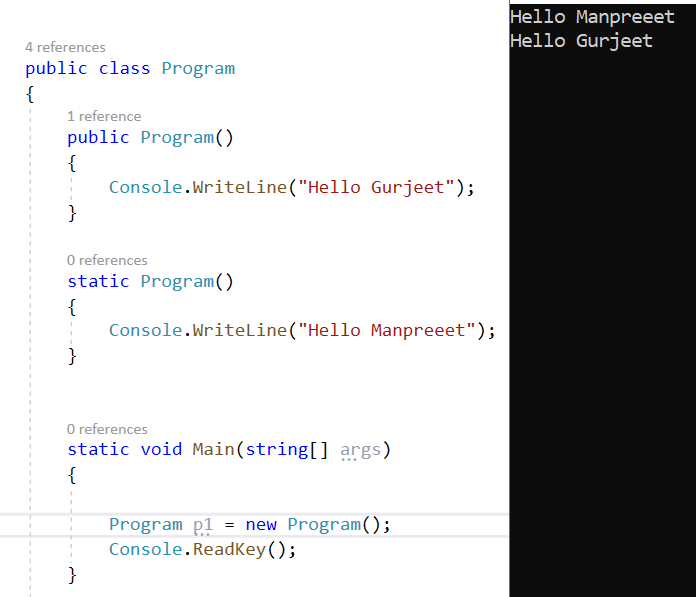 4 references
public class Program
{
1 reference
public Program()
{
Console.WriteLine("Hello Gurjeet");
}
0 references
static Program()
{
Console.WriteLine("Hello Manpreeet");
}
0 references
static void Main(string[] args)
{
Program p1 = new Program();
Console.ReadKey();
}
Hello Manpreeet
Hello Gurjeet